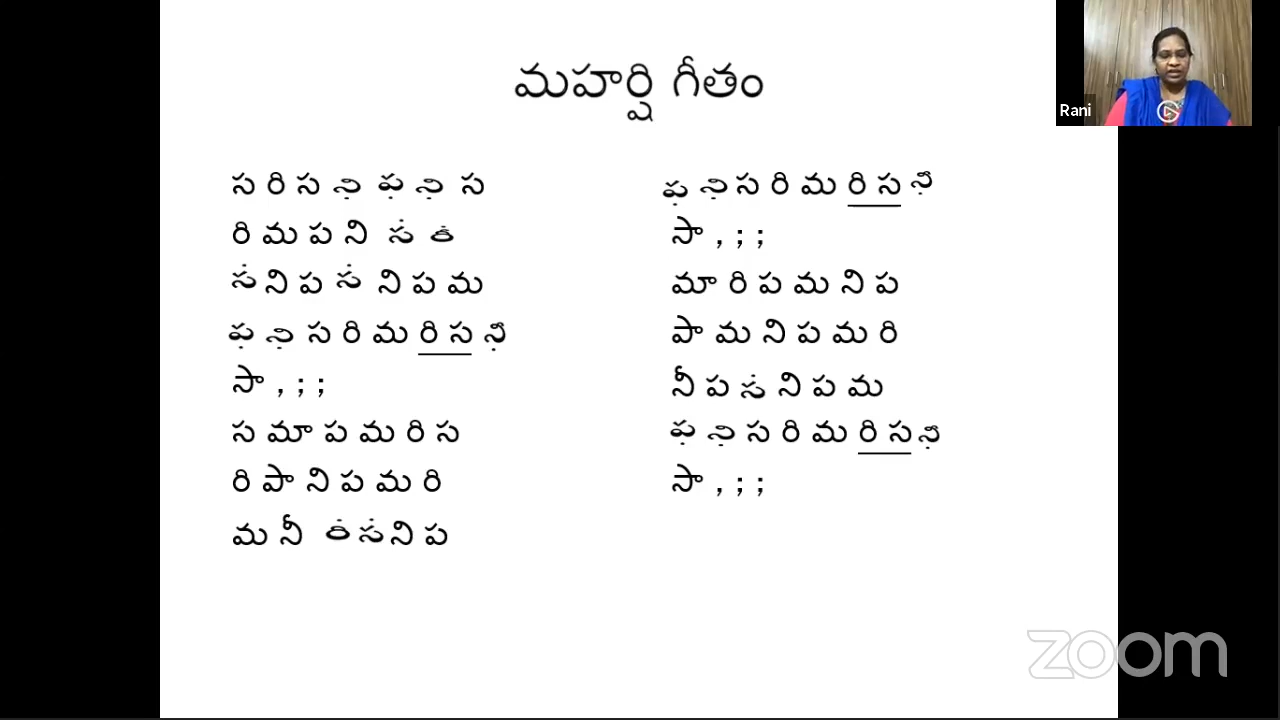 మహర్షి గీతం
Rani
స రి స ని ప ని స
రి మ ప ని స రి
స ని ప స ని ప మ
ప ని స రి మ రి స ని
సా , ; ;
స మా ప మ రి స
రి పా ని ప మ రి
మ నీ రి స ని ప
ప ని స రి మ రి స ని
సా , ; ;
మా రి ప మ ని ప
పా మ ని ప మ రి
నీ ప స ని ప మ
ప ని స రి మ రి స ని
సా , ; ;
zoom